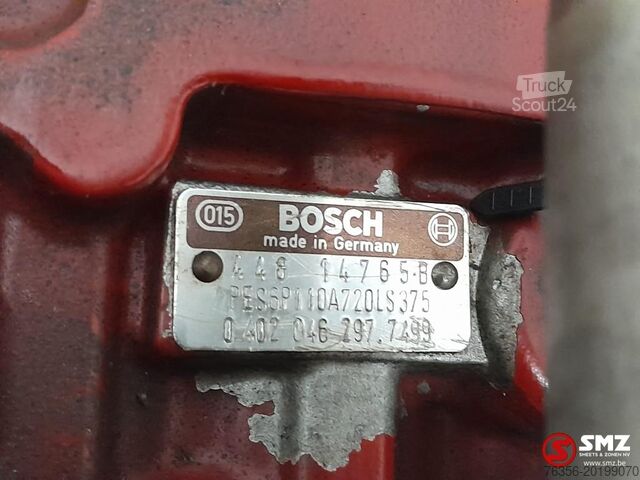 Truck
Scout24
015
BOSCH
made in Germany
448 14765-B
PES6P110A720LS375
0 402 046 797.7499
SMZ
SMEETS & ZONEN NV
www.smz.be
76356-20199070